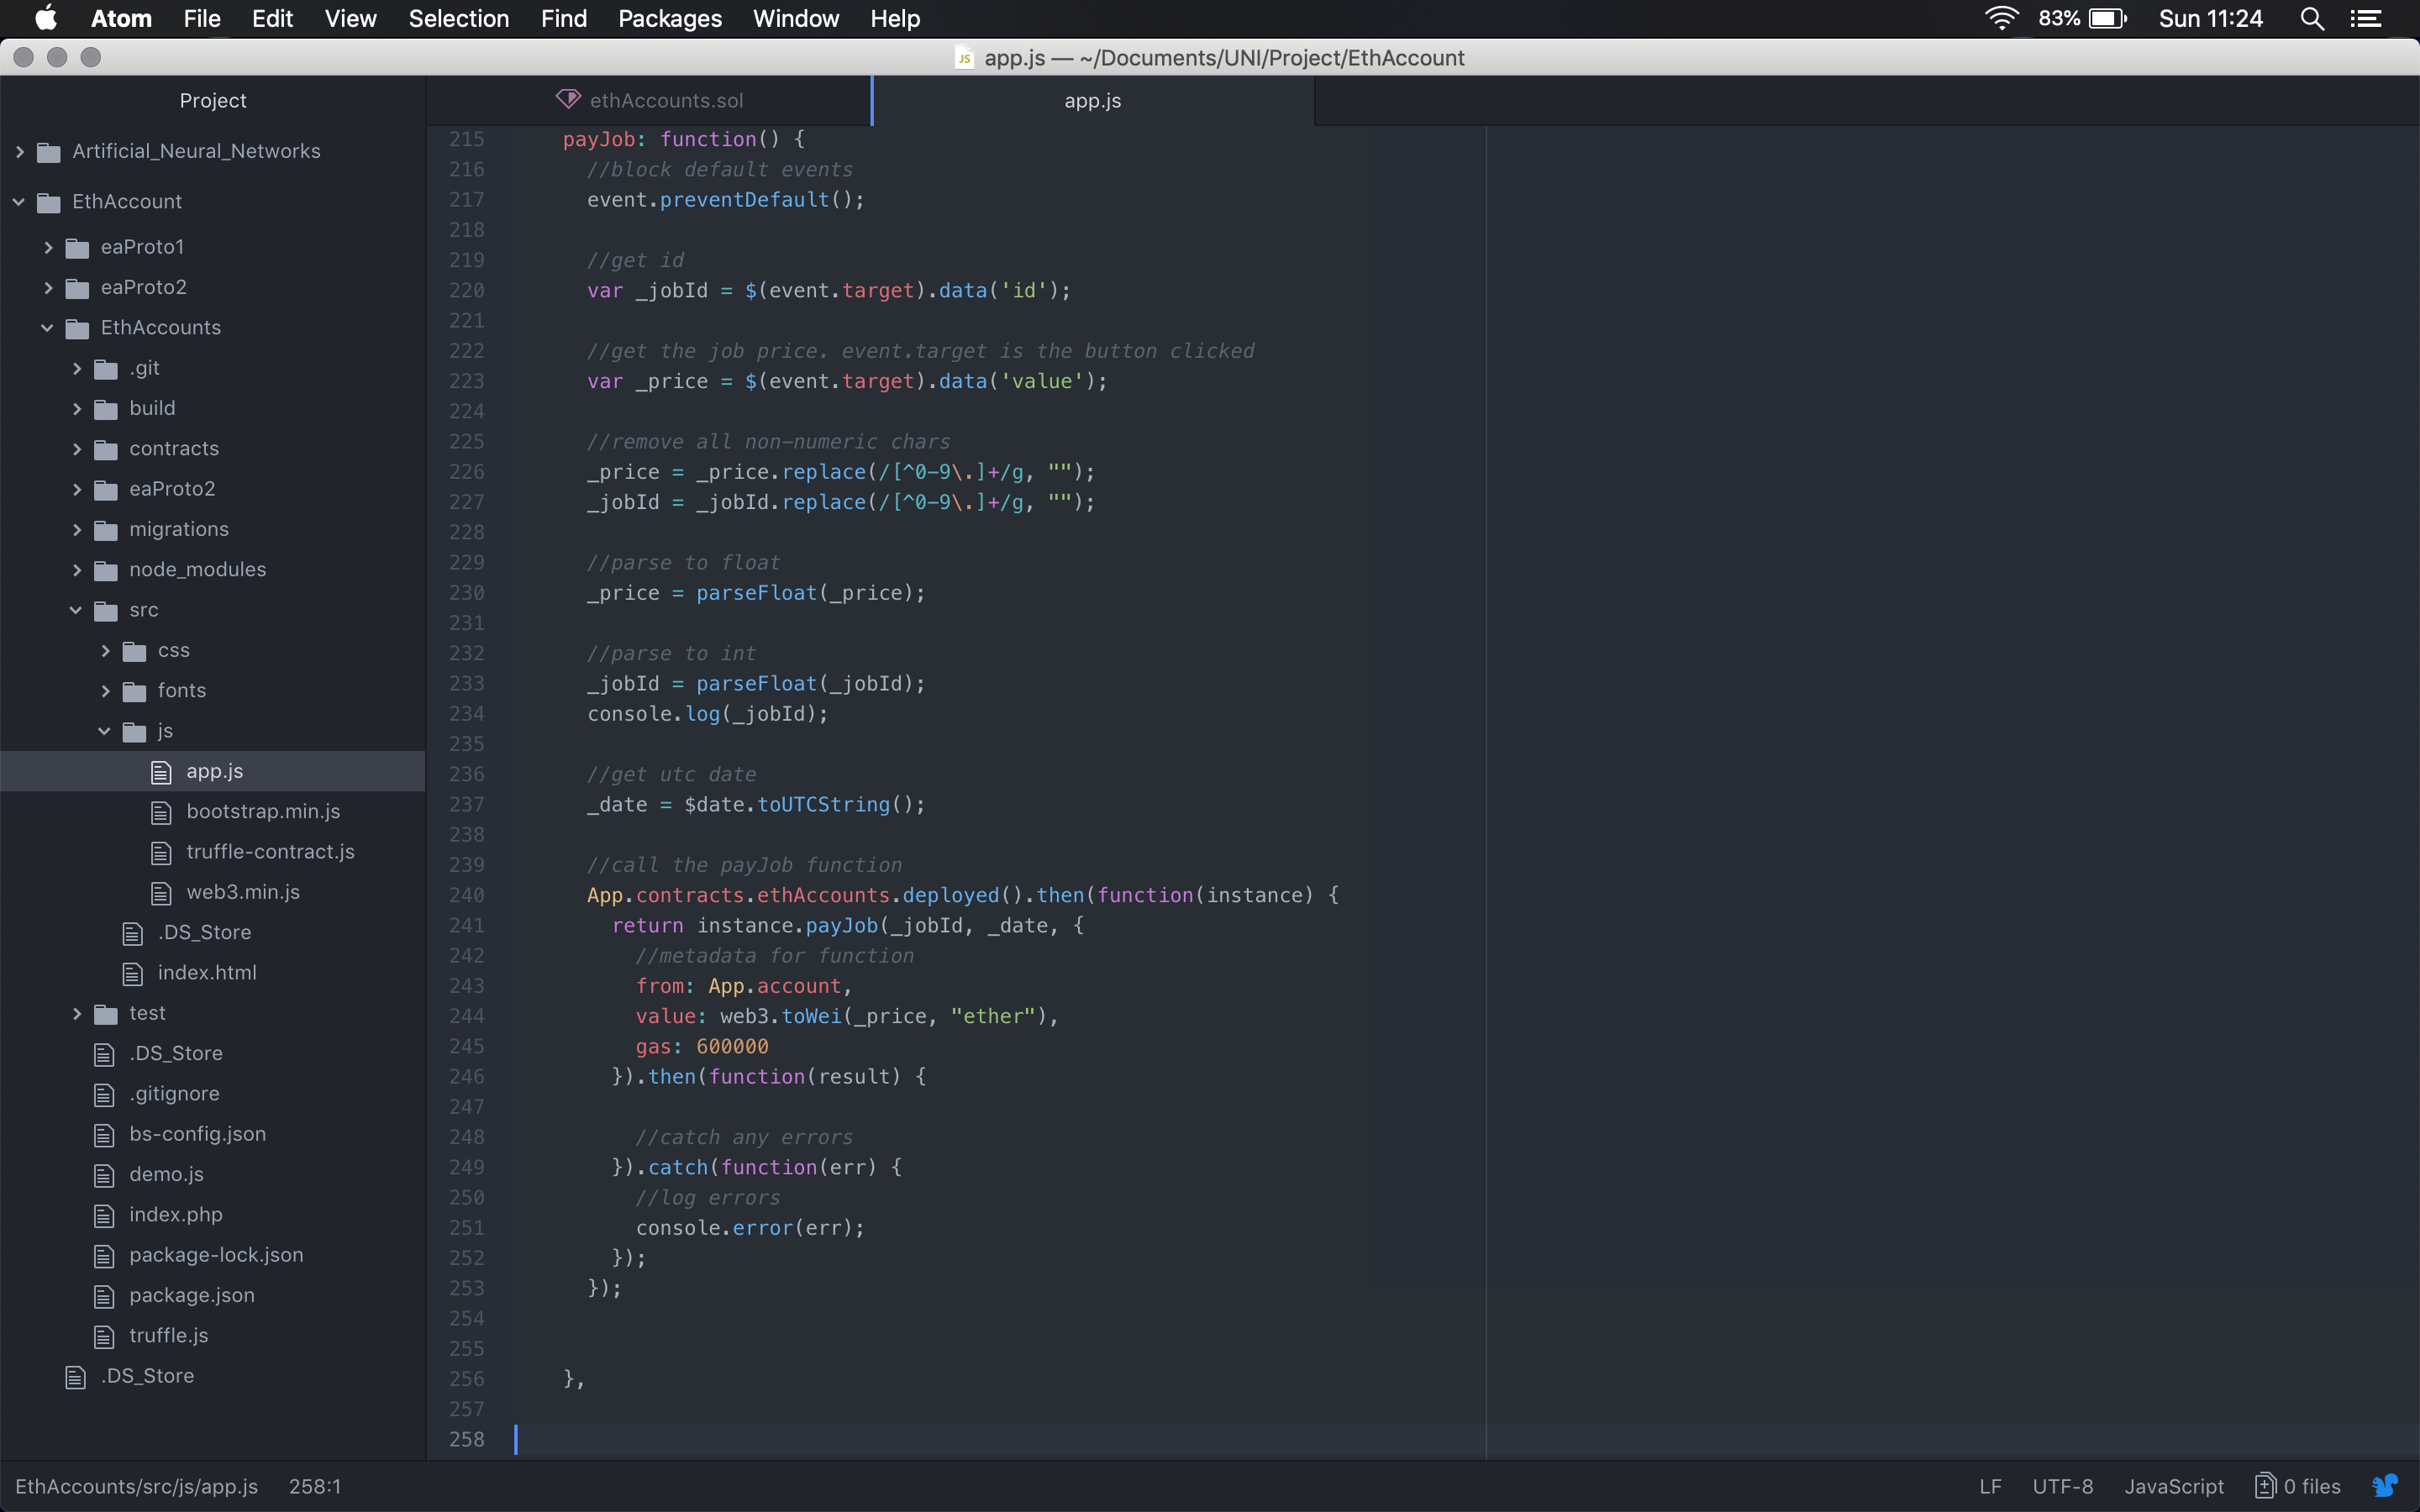 Atom File Edit View Selection Find Packages Window Help 83% Sun 11:24
app.js — ~/Documents/UNI/Project/EthAccount
Project
Artificial_Neural_Networks
EthAccount
eaProto1
eaProto2
EthAccounts
.git
build
contracts
eaProto2
migrations
node_modules
src
css
fonts
js
app.js
bootstrap.min.js
truffle-contract.js
web3.min.js
.DS_Store
index.html
test
.DS_Store
.gitignore
bs-config.json
demo.js
index.php
package-lock.json
package.json
truffle.js
.DS_Store
ethAccounts.sol app.js
215 payJob: function() {
216 //block default events
217 event.preventDefault();
218
219 //get id
220 var _jobId = $(event.target).data('id');
221
222 //get the job price. event.target is the button clicked
223 var _price = $(event.target).data('value');
224
225 //remove all non-numeric chars
226 _price = _price.replace(/[^0-9\.]+/g, "");
227 _jobId = _jobId.replace(/[^0-9\.]+/g, "");
228
229 //parse to float
230 _price = parseFloat(_price);
231
232 //parse to int
233 _jobId = parseFloat(_jobId);
234 console.log(_jobId);
235
236 //get utc date
237 _date = $date.toUTCString();
238
239 //call the payJob function
240 App.contracts.ethAccounts.deployed().then(function(instance) {
241 return instance.payJob(_jobId, _date, {
242 //metadata for function
243 from: App.account,
244 value: web3.toWei(_price, "ether"),
245 gas: 600000
246 }).then(function(result) {
247
248 //catch any errors
249 }).catch(function(err) {
250 //log errors
251 console.error(err);
252 });
253 });
254
255
256 },
257
258
EthAccounts/src/js/app.js 258:1 LF UTF-8 JavaScript 0 files